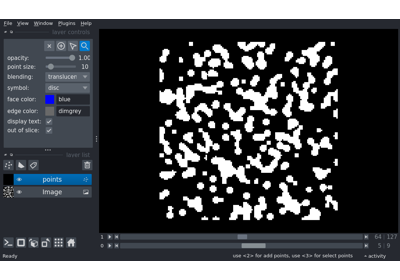 File View Window Plugins Help
layer controls
opacity: 1.00
point size: 10
blending: translucen
symbol: disc
face color: blue
edge color: dimgrey
display text:
out of slice:
layer list
points
Image
1 64 127
0 5 9
Ready use <2> for add points, use <3> for select points activity